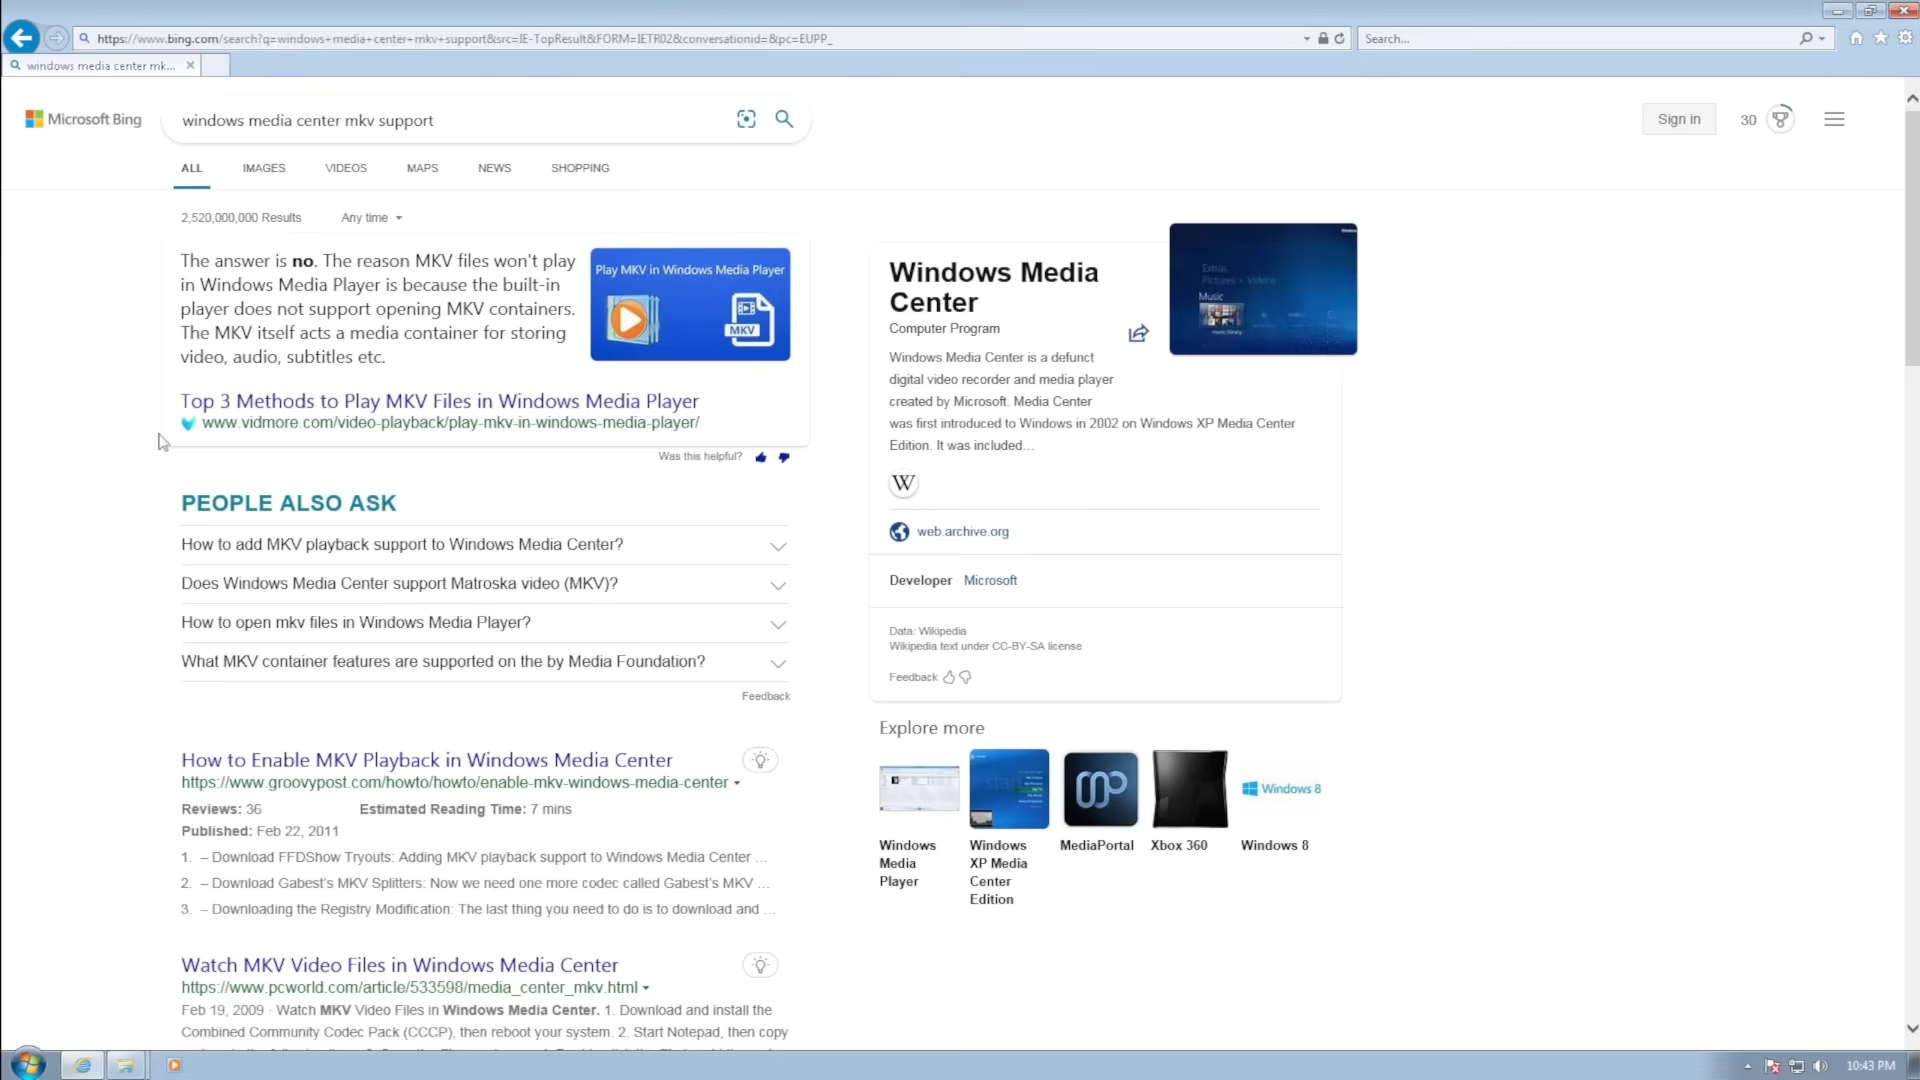 https://www.bing.com/search?q=windows+media+center+mkv+support&src=IE-TopResult&FORM=IETR02&conversationid=&pc=EUPP_
Search...
windows media center mk...
Microsoft Bing
windows media center mkv support
Sign in
30
ALL
IMAGES
VIDEOS
MAPS
NEWS
SHOPPING
2,520,000,000 Results
Any time
The answer is no. The reason MKV files won't play
in Windows Media Player is because the built-in
player does not support opening MKV containers.
The MKV itself acts a media container for storing
video, audio, subtitles etc.
Play MKV in Windows Media Player
MKV
Top 3 Methods to Play MKV Files in Windows Media Player
www.vidmore.com/video-playback/play-mkv-in-windows-media-player/
Was this helpful?
PEOPLE ALSO ASK
How to add MKV playback support to Windows Media Center?
Does Windows Media Center support Matroska video (MKV)?
How to open mkv files in Windows Media Player?
What MKV container features are supported on the by Media Foundation?
Feedback
How to Enable MKV Playback in Windows Media Center
https://www.groovypost.com/howto/howto/enable-mkv-windows-media-center
Reviews: 36
Estimated Reading Time: 7 mins
Published: Feb 22, 2011
1. – Download FFDShow Tryouts: Adding MKV playback support to Windows Media Center ...
2. – Download Gabest's MKV Splitters: Now we need one more codec called Gabest's MKV ...
3. – Downloading the Registry Modification: The last thing you need to do is to download and ...
Watch MKV Video Files in Windows Media Center
https://www.pcworld.com/article/533598/media_center_mkv.html
Feb 19, 2009 · Watch MKV Video Files in Windows Media Center. 1. Download and install the
Combined Community Codec Pack (CCCP), then reboot your system. 2. Start Notepad, then copy
Windows Media
Center
Computer Program
Extras
Pictures + Videos
Music
music library
Windows Media Center is a defunct
digital video recorder and media player
created by Microsoft. Media Center
was first introduced to Windows in 2002 on Windows XP Media Center
Edition. It was included...
W
web.archive.org
Developer Microsoft
Data: Wikipedia
Wikipedia text under CC-BY-SA license
Feedback
Explore more
Windows 8
Windows
Media
Player
Windows
XP Media
Center
Edition
MediaPortal
Xbox 360
Windows 8
10:43 PM